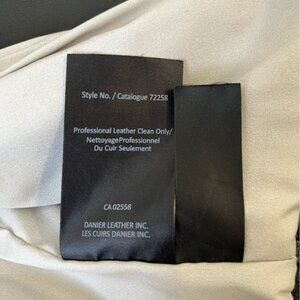 Style No. / Catalogue 72258
Professional Leather Clean Only/
NettoyageProfessionnel
Du Cuir Seulement
CA 02558
DANIER LEATHER INC.
LES CUIRS DANIER INC.